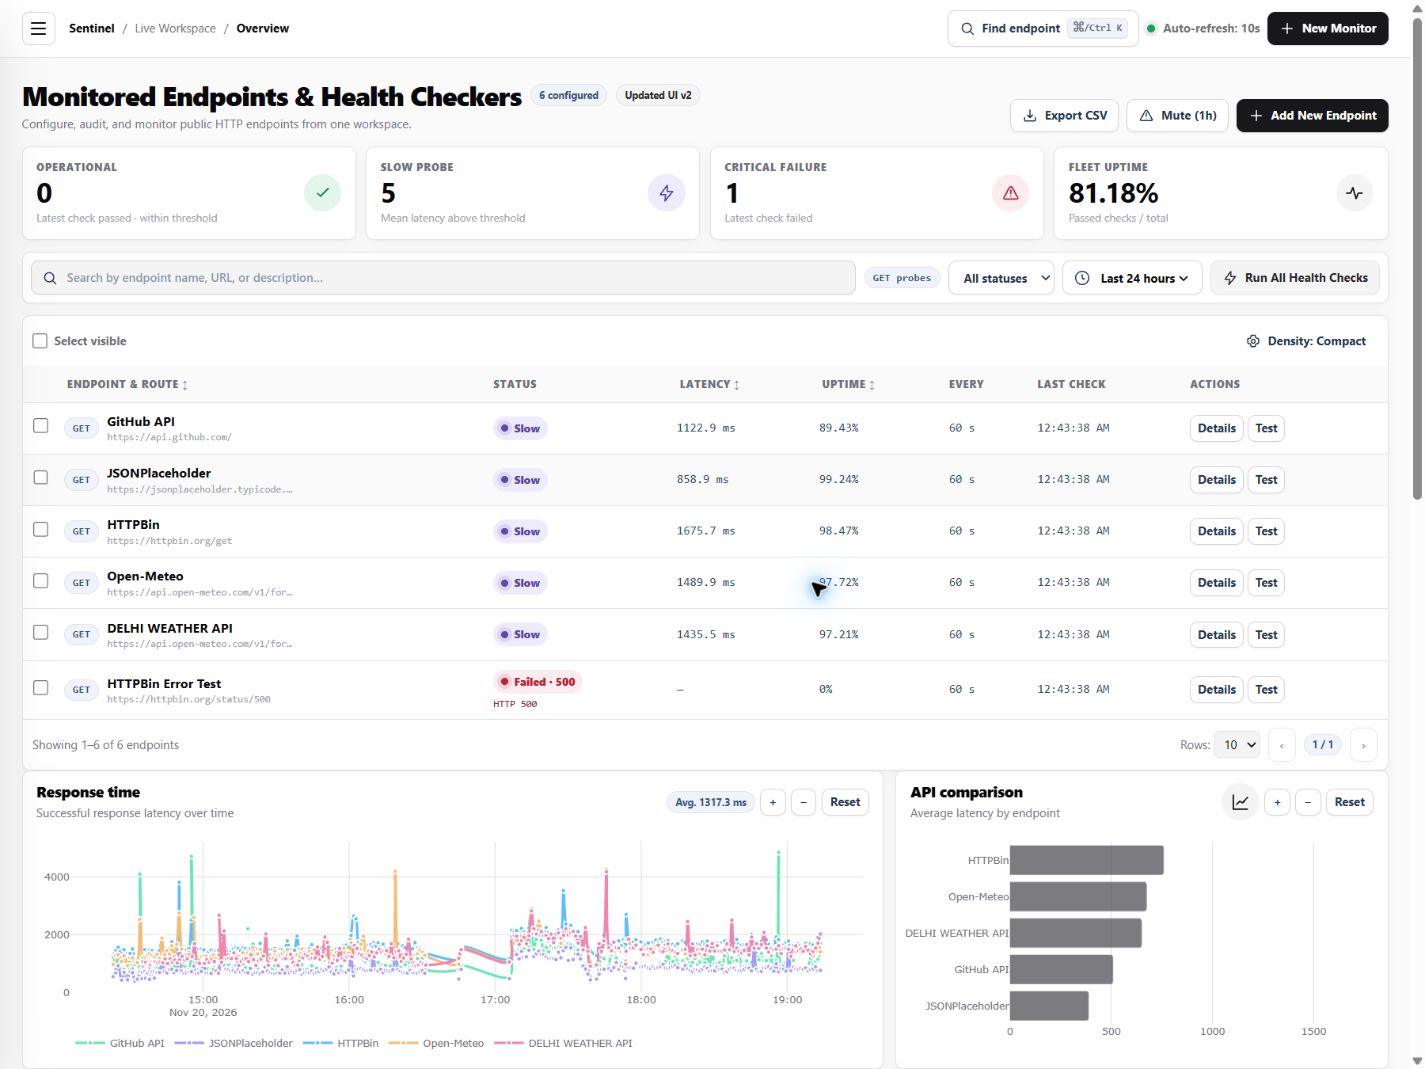 Sentinel / Live Workspace / Overview
Find endpoint ⌘/Ctrl K
Auto-refresh: 10s
+ New Monitor
Monitored Endpoints & Health Checkers
6 configured
Updated UI v2
Configure, audit, and monitor public HTTP endpoints from one workspace.
Export CSV
Mute (1h)
+ Add New Endpoint
OPERATIONAL
0
Latest check passed · within threshold
SLOW PROBE
5
Mean latency above threshold
CRITICAL FAILURE
1
Latest check failed
FLEET UPTIME
81.18%
Passed checks / total
Search by endpoint name, URL, or description...
GET probes
All statuses
Last 24 hours
Run All Health Checks
Select visible
Density: Compact
ENDPOINT & ROUTE STATUS LATENCY UPTIME EVERY LAST CHECK ACTIONS
GET GitHub API Slow 1122.9 ms 89.43% 60 s 12:43:38 AM Details Test
https://api.github.com/
GET JSONPlaceholder Slow 858.9 ms 99.24% 60 s 12:43:38 AM Details Test
https://jsonplaceholder.typicode.…
GET HTTPBin Slow 1675.7 ms 98.47% 60 s 12:43:38 AM Details Test
https://httpbin.org/get
GET Open-Meteo Slow 1489.9 ms 97.72% 60 s 12:43:38 AM Details Test
https://api.open-meteo.com/v1/for…
GET DELHI WEATHER API Slow 1435.5 ms 97.21% 60 s 12:43:38 AM Details Test
https://api.open-meteo.com/v1/for…
GET HTTPBin Error Test Failed · 500 – 0% 60 s 12:43:38 AM Details Test
https://httpbin.org/status/500
HTTP 500
Showing 1–6 of 6 endpoints
Rows: 10 ‹ 1 / 1 ›
Response time
Successful response latency over time
Avg. 1317.3 ms + − Reset
4000
2000
0
15:00 16:00 17:00 18:00 19:00
Nov 20, 2026
GitHub API JSONPlaceholder HTTPBin Open-Meteo DELHI WEATHER API
API comparison
Average latency by endpoint
+ − Reset
HTTPBin
Open-Meteo
DELHI WEATHER API
GitHub API
JSONPlaceholder
0 500 1000 1500